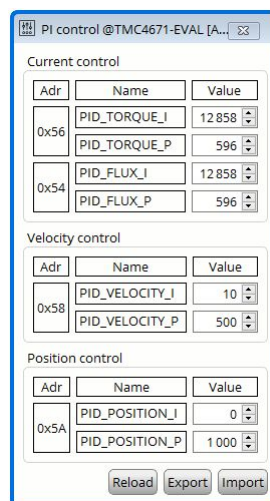 PI control @TMC4671-EVAL [A...
Current control
Adr Name Value
0x56 PID_TORQUE_I 12 858
PID_TORQUE_P 596
0x54 PID_FLUX_I 12 858
PID_FLUX_P 596
Velocity control
Adr Name Value
0x58 PID_VELOCITY_I 10
PID_VELOCITY_P 500
Position control
Adr Name Value
0x5A PID_POSITION_I 0
PID_POSITION_P 1 000
Reload Export Import